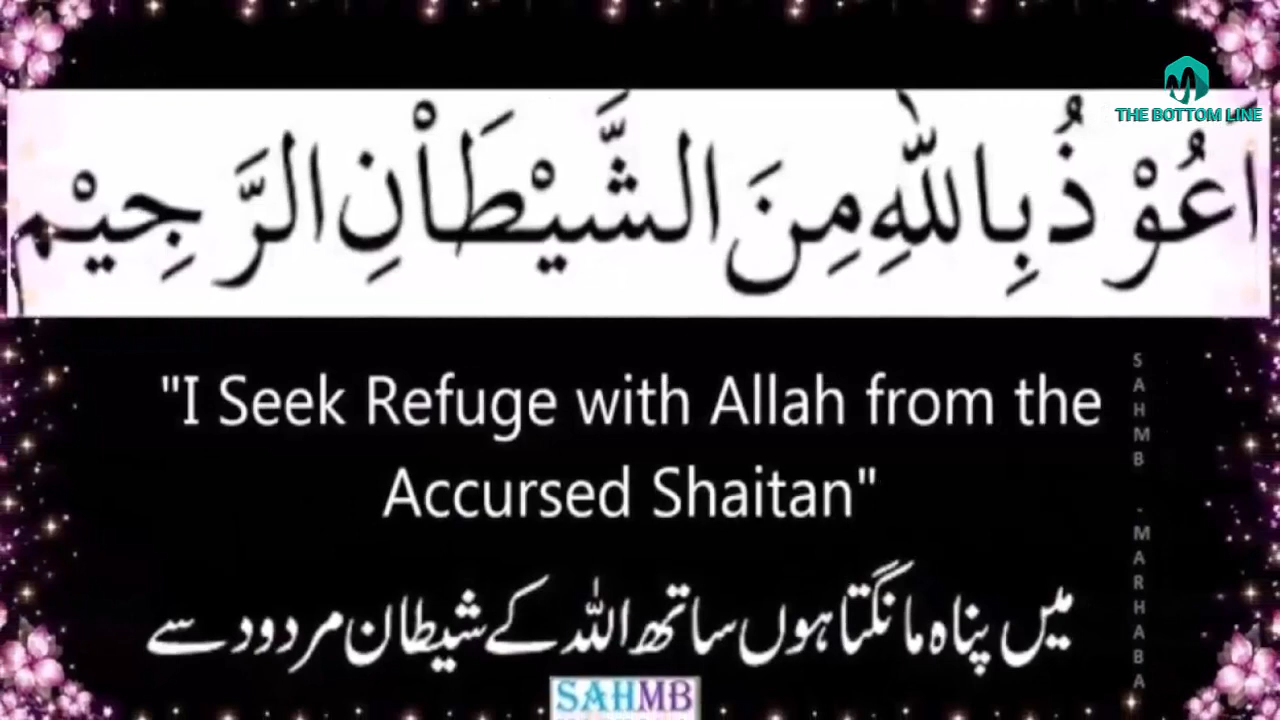 THE BOTTOM LINE
اَعُوْذُ بِاللّٰهِ مِنَ الشَّيْطَاْنِ الرَّجِيْم
"I Seek Refuge with Allah from the
Accursed Shaitan"
میں پناہ مانگتا ہوں ساتھ اللہ کے شیطان مردود سے
SAHMB - MARHABA
SAHMB